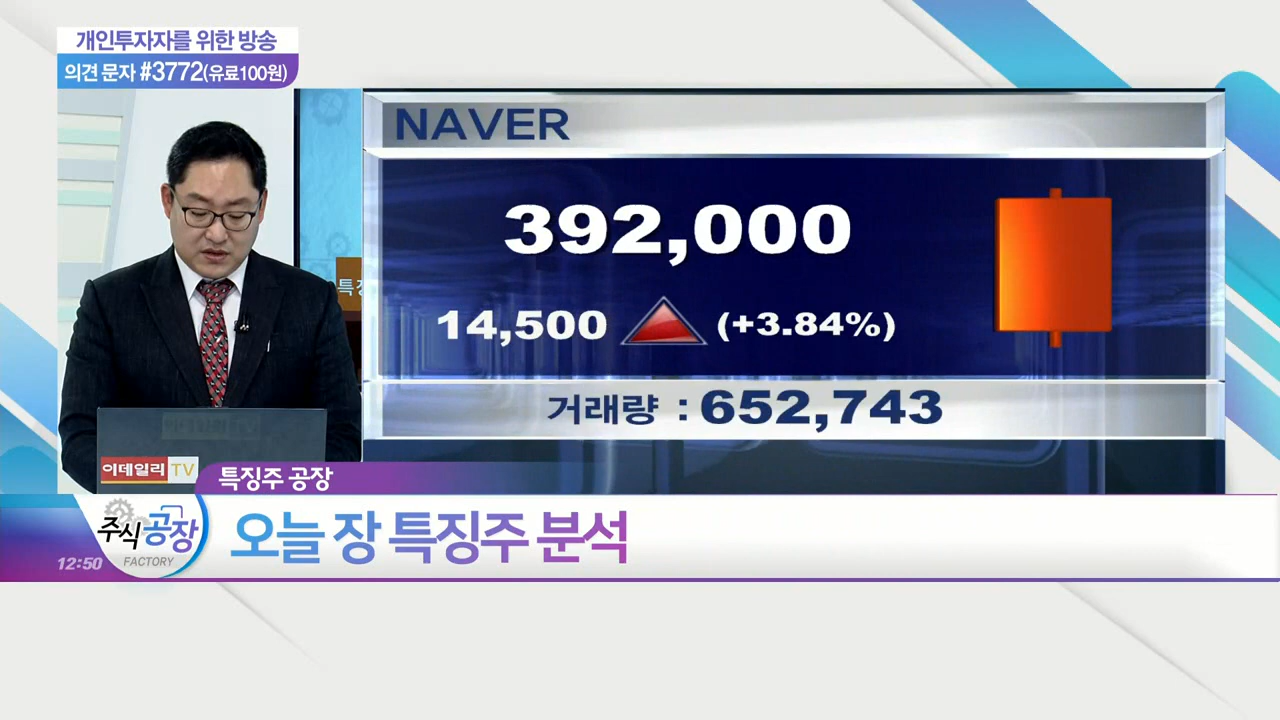 개인투자자를 위한 방송
의견 문자 #3772(유료100원)
NAVER
392,000
14,500 (+3.84%)
거래량 : 652,743
이데일리 TV
특징주 공장
주식공장
FACTORY
12:50
오늘 장 특징주 분석